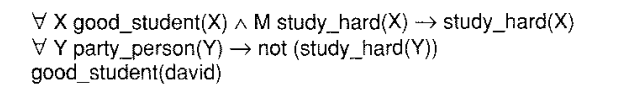 ∀ X good_student(X) ∧ M study_hard(X) → study_hard(X)
∀ Y party_person(Y) → not (study_hard(Y))
good_student(david)